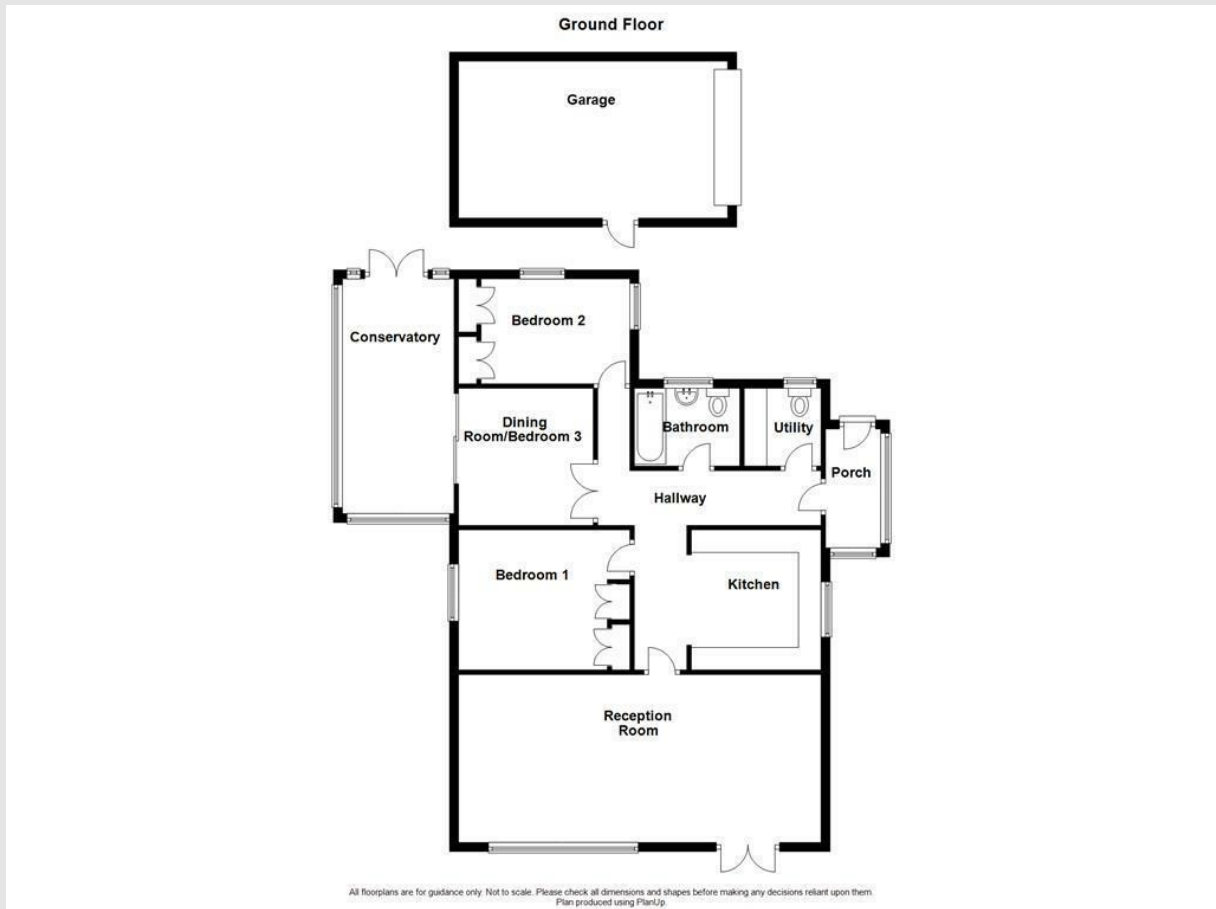 Ground Floor
Garage
Conservatory
Bedroom 2
Dining
Room/Bedroom 3
Bathroom
Utility
Porch
Hallway
Bedroom 1
Kitchen
Reception
Room
All floorplans are for guidance only. Not to scale. Please check all dimensions and shapes before making any decisions reliant upon them.
Plan produced using PlanUp.